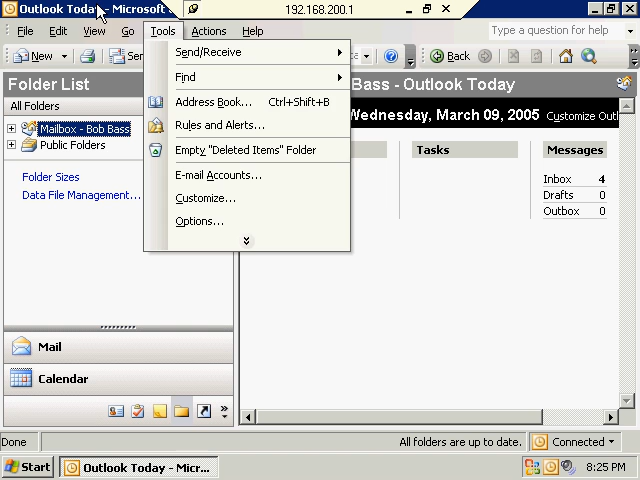 Outlook Today - Microsoft
192.168.200.1
File Edit View Go Tools Actions Help
Type a question for help
New
Back
Send/Receive
Find
Address Book... Ctrl+Shift+B
Rules and Alerts...
Empty "Deleted Items" Folder
E-mail Accounts...
Customize...
Options...
Folder List
All Folders
Mailbox - Bob Bass
Public Folders
Folder Sizes
Data File Management...
Bass - Outlook Today
Wednesday, March 09, 2005 Customize Outl
Tasks
Messages
Inbox 4
Drafts 0
Outbox 0
Mail
Calendar
Done
All folders are up to date.
Connected
Start
Outlook Today - Micr...
8:25 PM